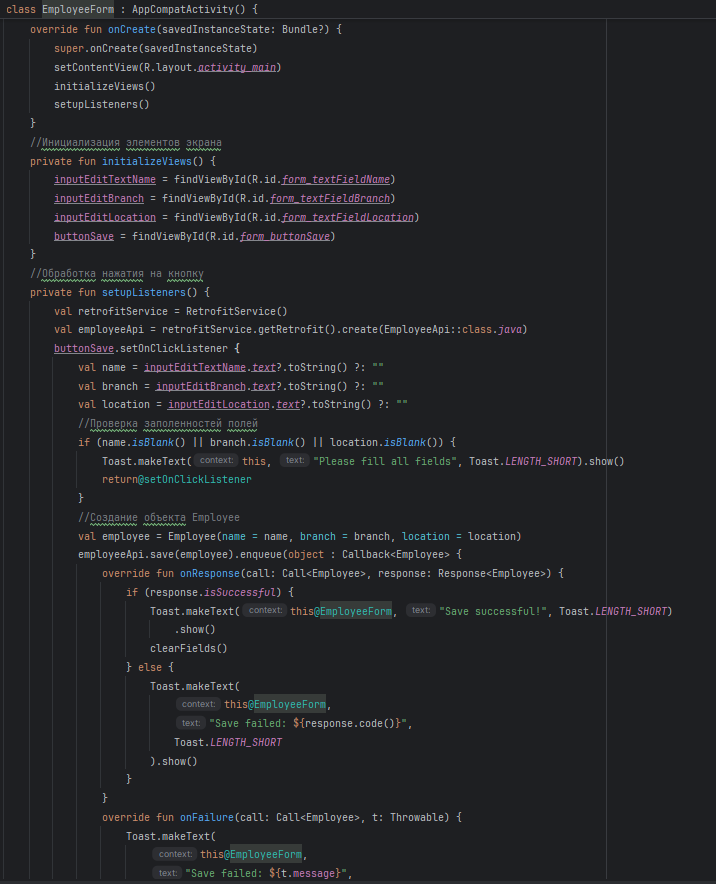 class EmployeeForm : AppCompatActivity() {
override fun onCreate(savedInstanceState: Bundle?) {
super.onCreate(savedInstanceState)
setContentView(R.layout.activity_main)
initializeViews()
setupListeners()
}
//Инициализация элементов экрана
private fun initializeViews() {
inputEditTextName = findViewById(R.id.form_textFieldName)
inputEditBranch = findViewById(R.id.form_textFieldBranch)
inputEditLocation = findViewById(R.id.form_textFieldLocation)
buttonSave = findViewById(R.id.form_buttonSave)
}
//Обработка нажатия на кнопку
private fun setupListeners() {
val retrofitService = RetrofitService()
val employeeApi = retrofitService.getRetrofit().create(EmployeeApi::class.java)
buttonSave.setOnClickListener {
val name = inputEditTextName.text?.toString() ?: ""
val branch = inputEditBranch.text?.toString() ?: ""
val location = inputEditLocation.text?.toString() ?: ""
//Проверка заполенностей полей
if (name.isBlank() || branch.isBlank() || location.isBlank()) {
Toast.makeText( context: this, text: "Please fill all fields", Toast.LENGTH_SHORT).show()
return@setOnClickListener
}
//Создание объекта Employee
val employee = Employee(name = name, branch = branch, location = location)
employeeApi.save(employee).enqueue(object : Callback<Employee> {
override fun onResponse(call: Call<Employee>, response: Response<Employee>) {
if (response.isSuccessful) {
Toast.makeText( context: this@EmployeeForm, text: "Save successful!", Toast.LENGTH_SHORT)
.show()
clearFields()
} else {
Toast.makeText(
context: this@EmployeeForm,
text: "Save failed: ${response.code()}",
Toast.LENGTH_SHORT
).show()
}
}
override fun onFailure(call: Call<Employee>, t: Throwable) {
Toast.makeText(
context: this@EmployeeForm,
text: "Save failed: ${t.message}",